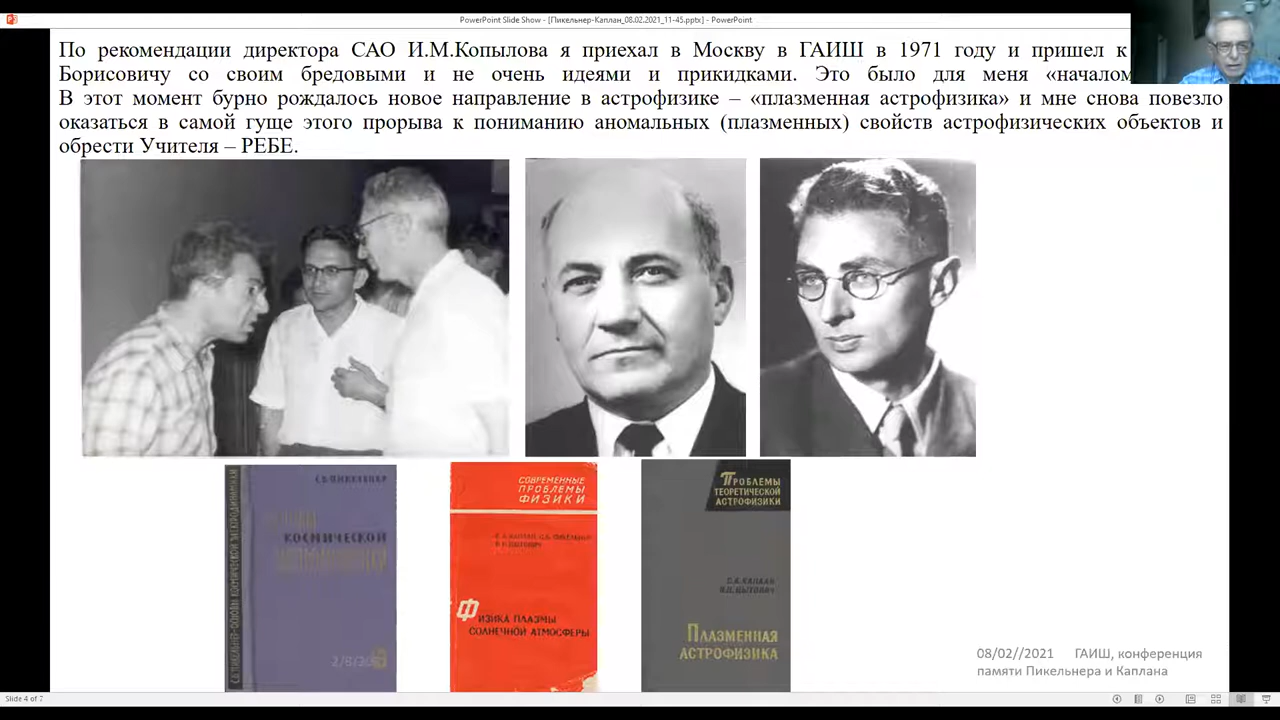 PowerPoint Slide Show - [Пикельнер-Каплан_08.02.2021_11-45.pptx] - PowerPoint
По рекомендации директора САО И.М.Копылова я приехал в Москву в ГАИШ в 1971 году и пришел к
Борисовичу со своим бредовыми и не очень идеями и прикидками. Это было для меня «началом
В этот момент бурно рождалось новое направление в астрофизике – «плазменная астрофизика» и мне снова повезло
оказаться в самой гуще этого прорыва к пониманию аномальных (плазменных) свойств астрофизических объектов и
обрести Учителя – РЕБЕ.
С.Б.ПИКЕЛЬНЕР
КОСМИЧЕСКОЙ
СОВРЕМЕННЫЕ
ПРОБЛЕМЫ
ФИЗИКИ
С.А.КАПЛАН, С.Б.ПИКЕЛЬНЕР
В.Н.ЦЫТОВИЧ
ФИЗИКА ПЛАЗМЫ
СОЛНЕЧНОЙ АТМОСФЕРЫ
ПРОБЛЕМЫ
ТЕОРЕТИЧЕСКОЙ
АСТРОФИЗИКИ
С.А.КАПЛАН
В.Н.ЦЫТОВИЧ
ПЛАЗМЕННАЯ
АСТРОФИЗИКА
08/02//2021 ГАИШ, конференция
памяти Пикельнера и Каплана
Slide 4 of 7